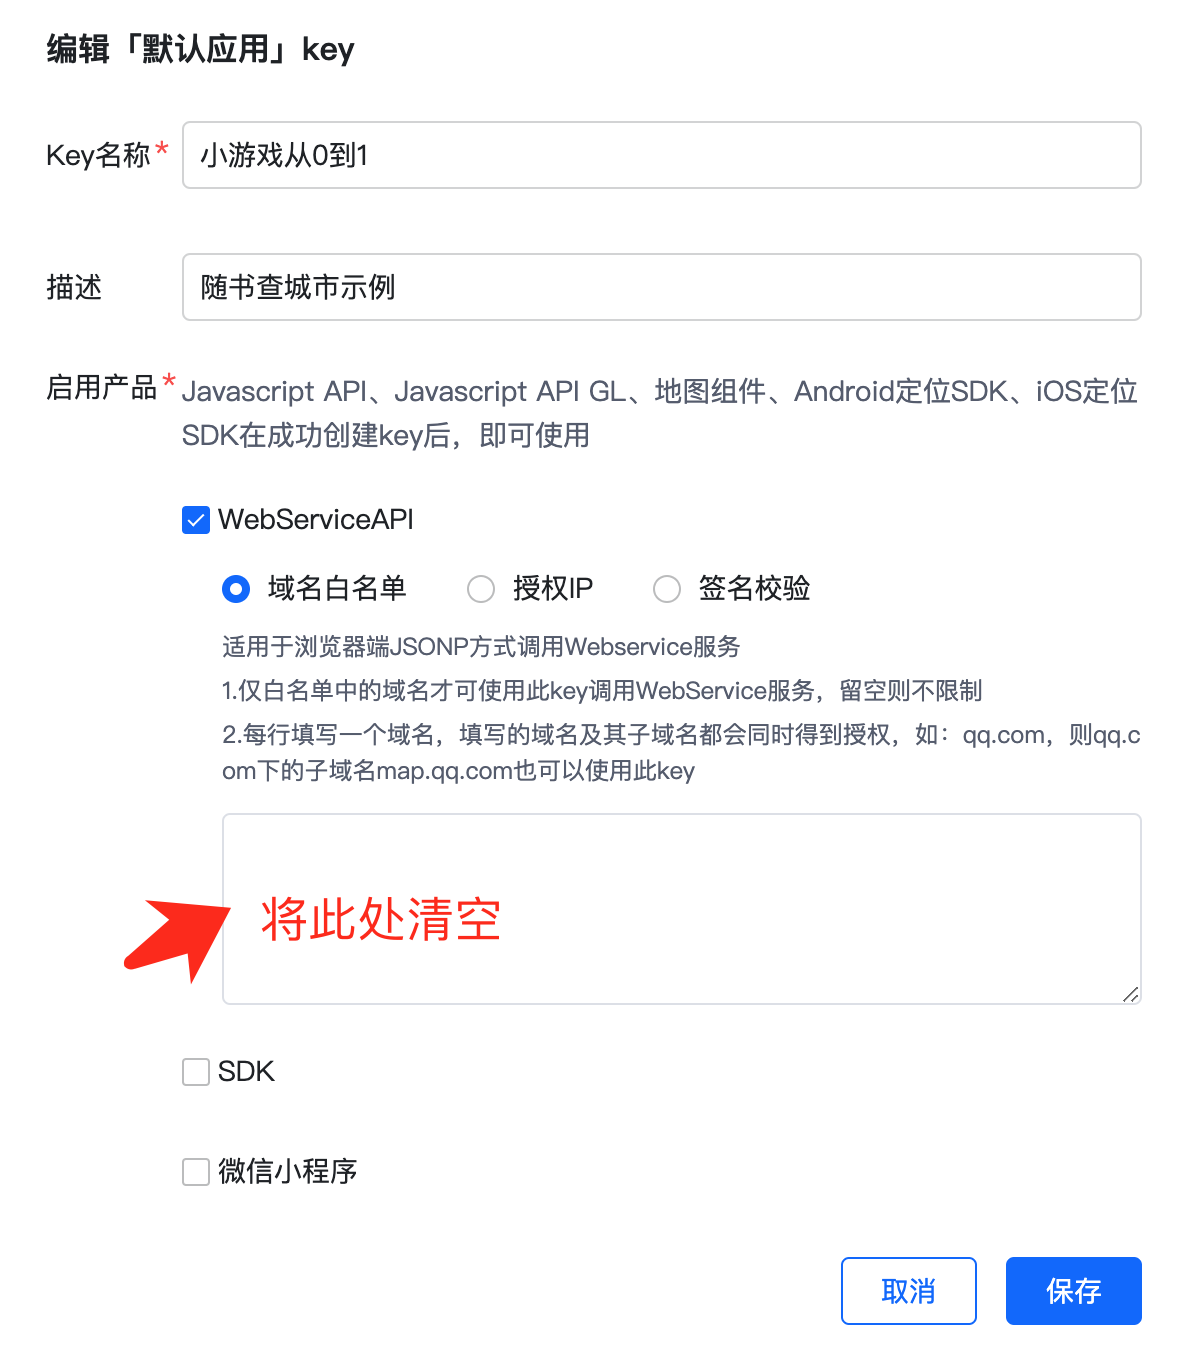 编辑「默认应用」key
Key名称*
小游戏从0到1
描述
随书查城市示例
启用产品*
Javascript API、Javascript API GL、地图组件、Android定位SDK、iOS定位
SDK在成功创建key后，即可使用
WebServiceAPI
域名白名单 授权IP 签名校验
适用于浏览器端JSONP方式调用Webservice服务
1.仅白名单中的域名才可使用此key调用WebService服务，留空则不限制
2.每行填写一个域名，填写的域名及其子域名都会同时得到授权，如：qq.com，则qq.c
om下的子域名map.qq.com也可以使用此key
将此处清空
SDK
微信小程序
取消 保存